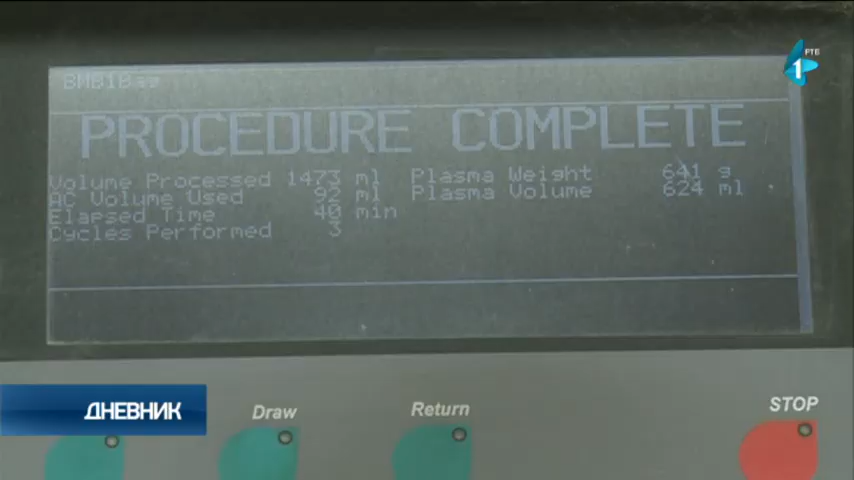 РТБ
1
PROCEDURE COMPLETE
Volume Processed 1473 ml Plasma Weight 641 g
AC Volume Used 92 ml Plasma Volume 624 ml
Elapsed Time 40 min
Cycles Performed 3
ДНЕВНИК
Draw
Return
STOP